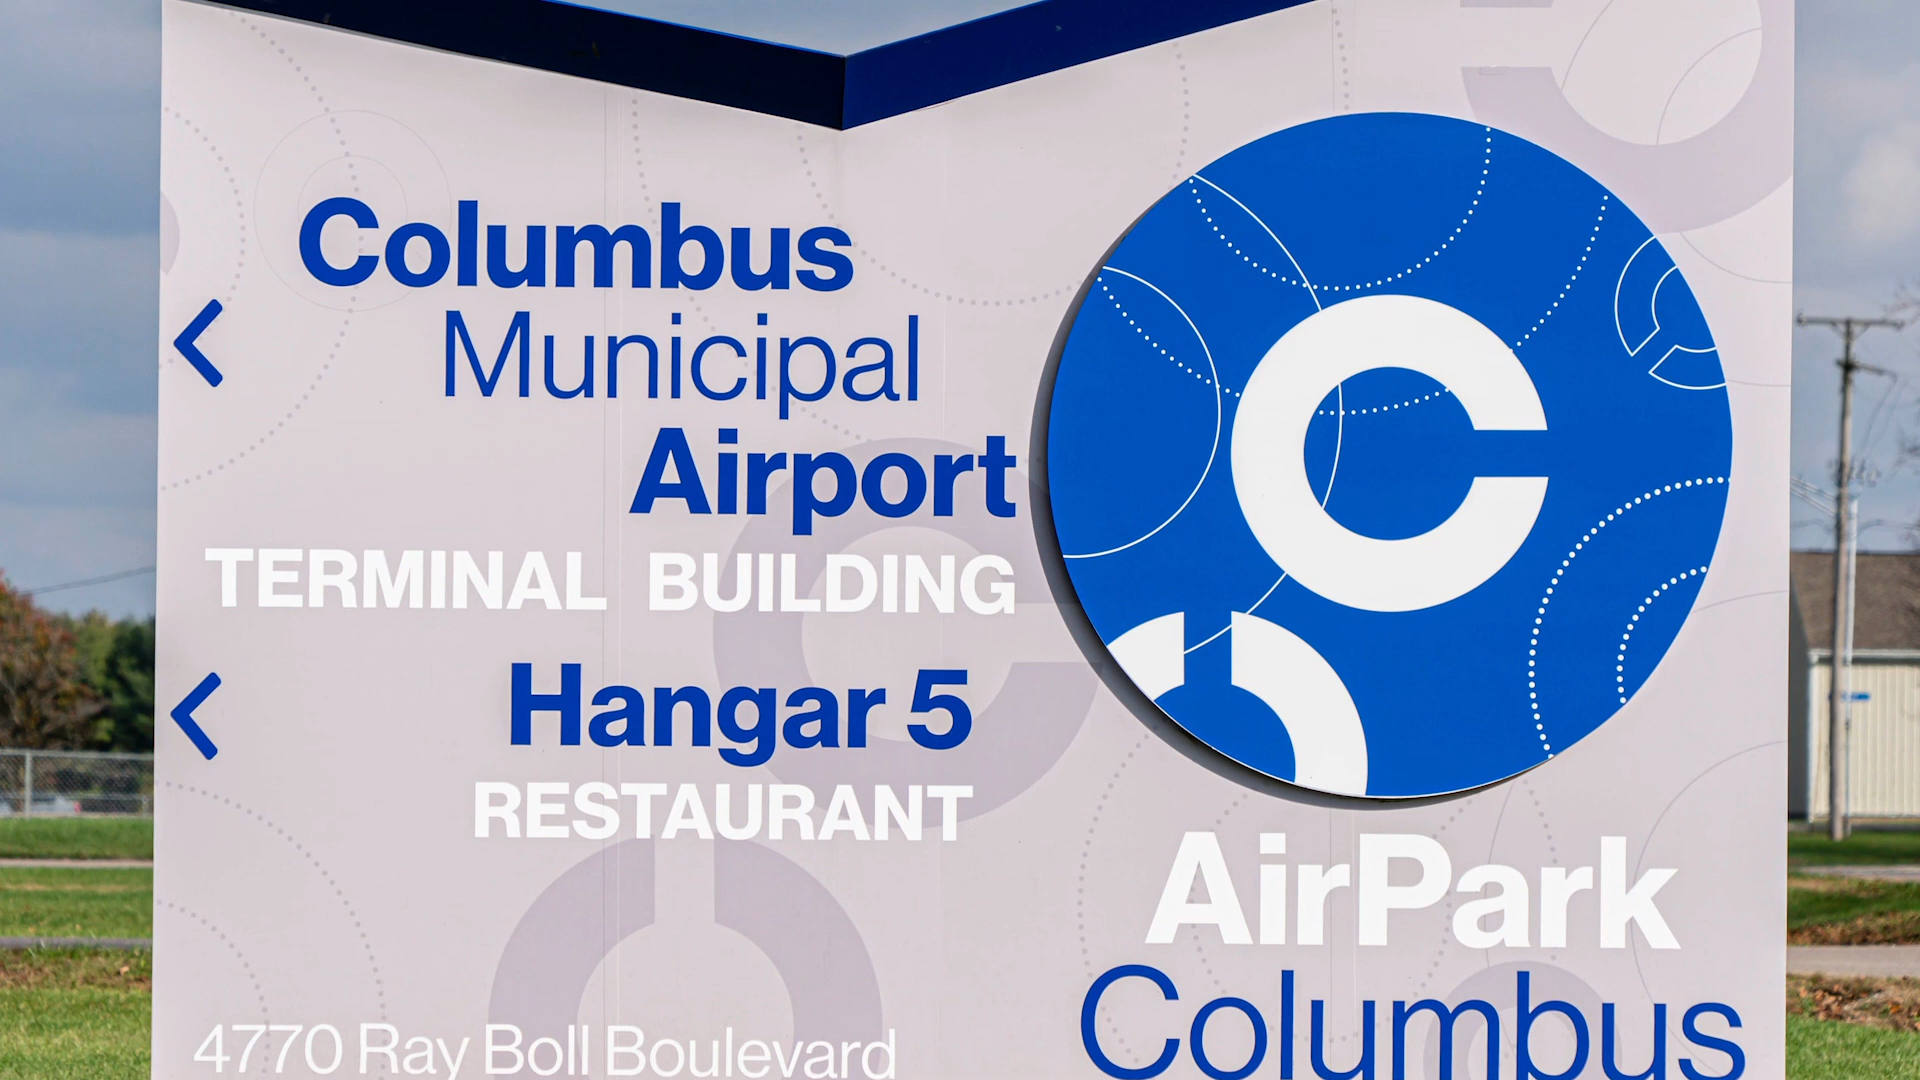 Columbus
Municipal
Airport
TERMINAL BUILDING
Hangar 5
RESTAURANT
4770 Ray Boll Boulevard
C
AirPark
Columbus